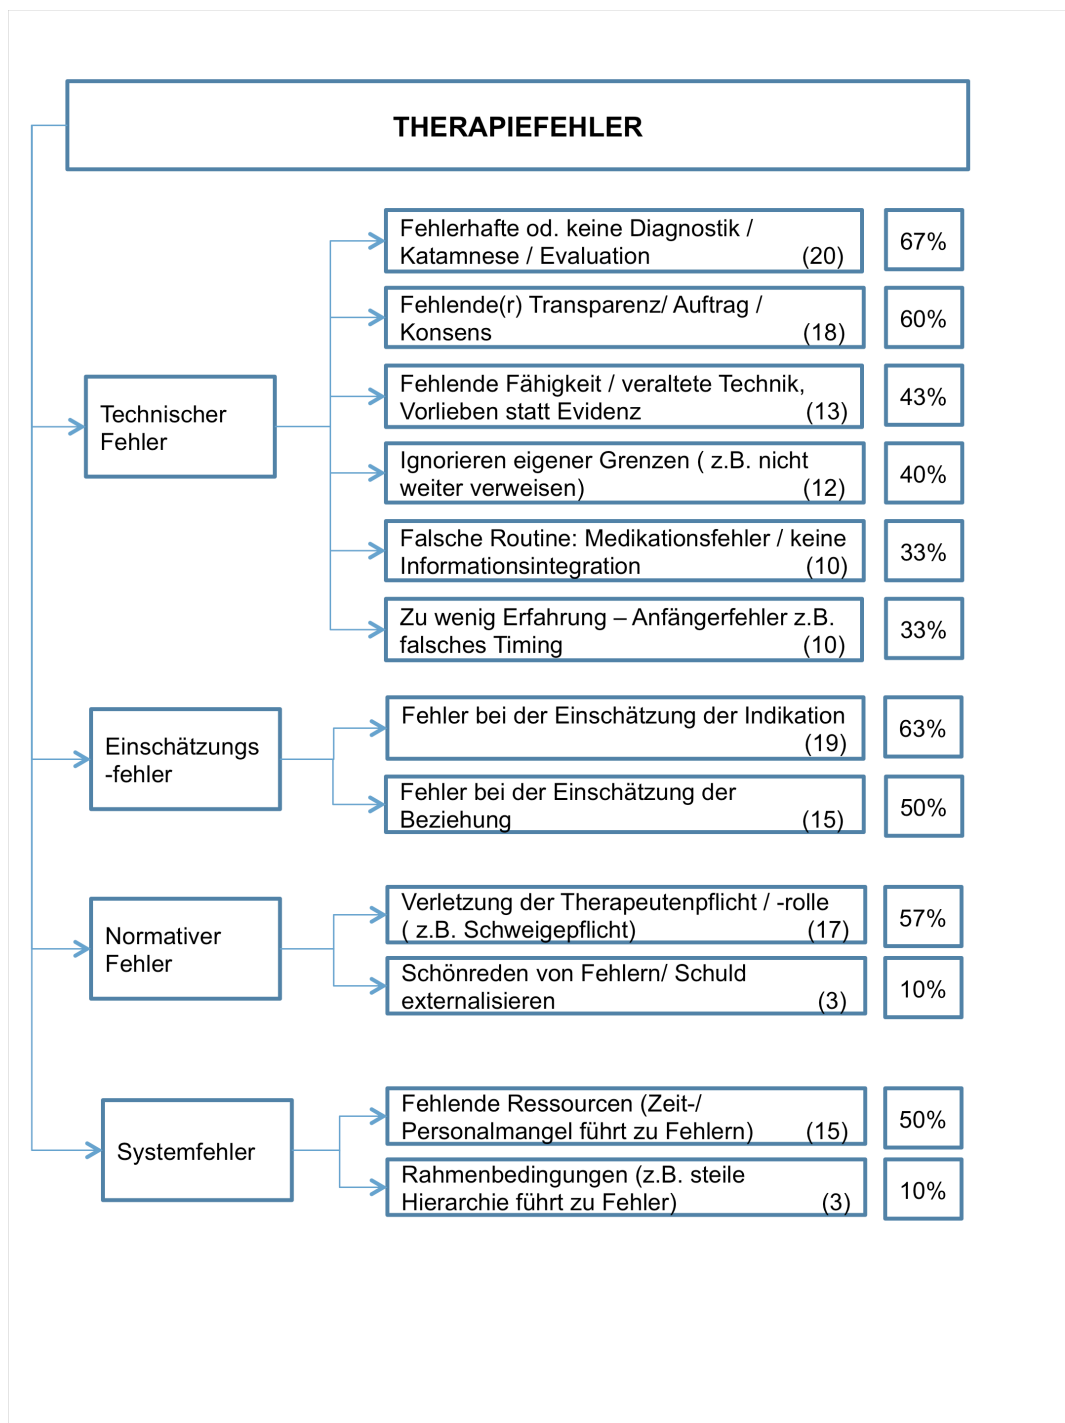 THERAPIEFEHLER
Technischer
Fehler
Fehlerhafte od. keine Diagnostik /
Katamnese / Evaluation (20)
67%
Fehlende(r) Transparenz/ Auftrag /
Konsens (18)
60%
Fehlende Fähigkeit / veraltete Technik,
Vorlieben statt Evidenz (13)
43%
Ignorieren eigener Grenzen ( z.B. nicht
weiter verweisen) (12)
40%
Falsche Routine: Medikationsfehler / keine
Informationsintegration (10)
33%
Zu wenig Erfahrung – Anfängerfehler z.B.
falsches Timing (10)
33%
Einschätzungs
-fehler
Fehler bei der Einschätzung der Indikation
(19)
63%
Fehler bei der Einschätzung der
Beziehung (15)
50%
Normativer
Fehler
Verletzung der Therapeutenpflicht / -rolle
( z.B. Schweigepflicht) (17)
57%
Schönreden von Fehlern/ Schuld
externalisieren (3)
10%
Systemfehler
Fehlende Ressourcen (Zeit-/
Personalmangel führt zu Fehlern) (15)
50%
Rahmenbedingungen (z.B. steile
Hierarchie führt zu Fehler) (3)
10%